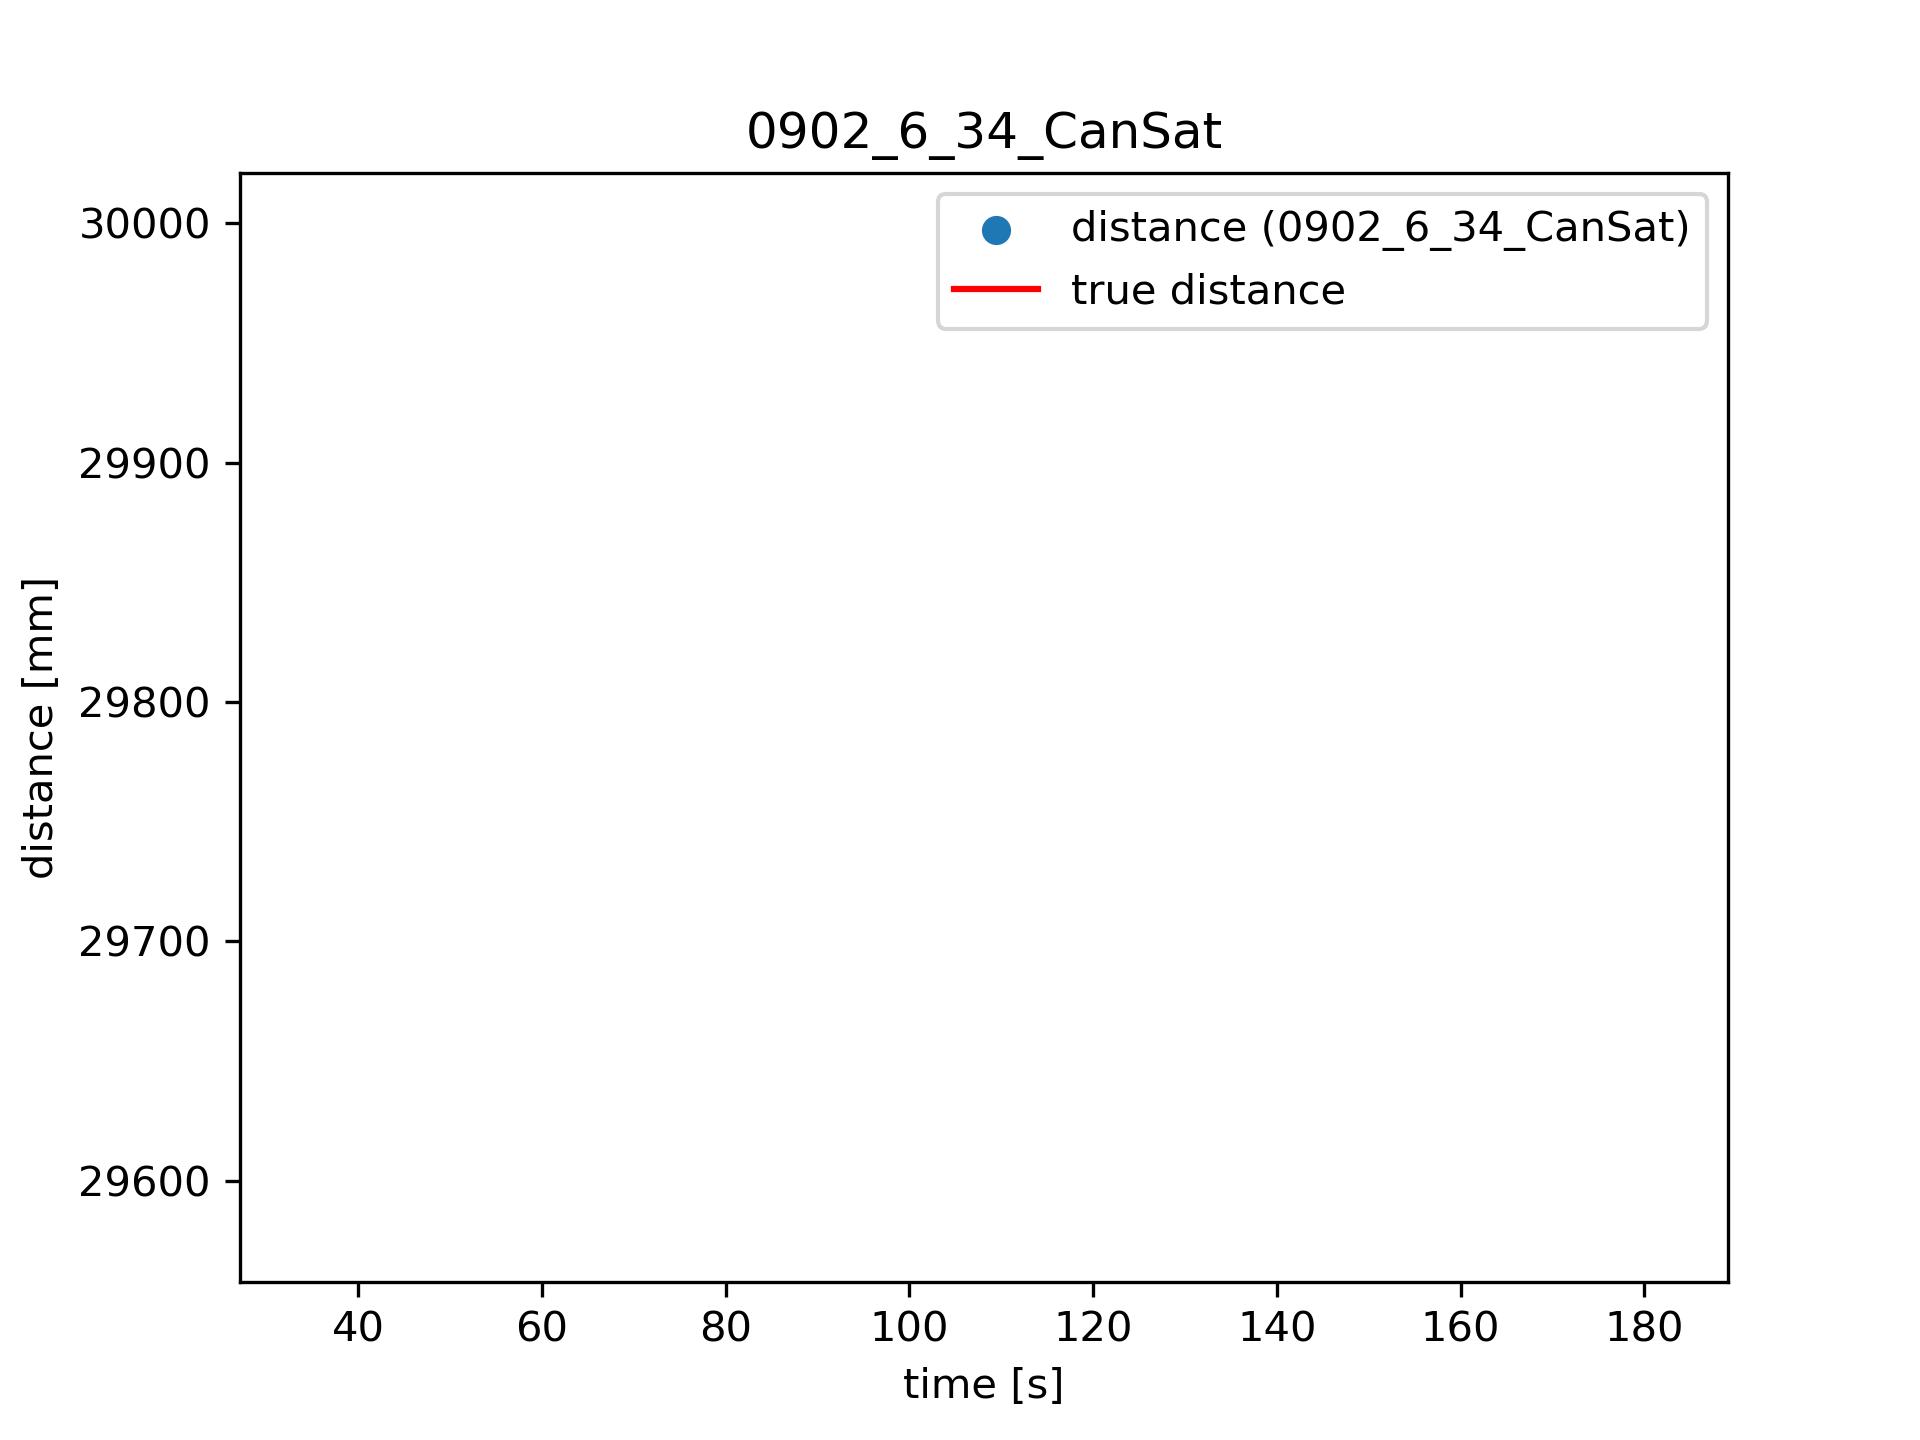 0902_6_34_CanSat
distance (0902_6_34_CanSat)
true distance
30000
29900
29800
29700
29600
distance [mm]
40 60 80 100 120 140 160 180
time [s]